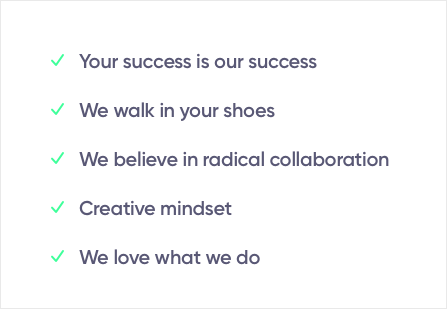 Your success is our success
We walk in your shoes
We believe in radical collaboration
Creative mindset
We love what we do